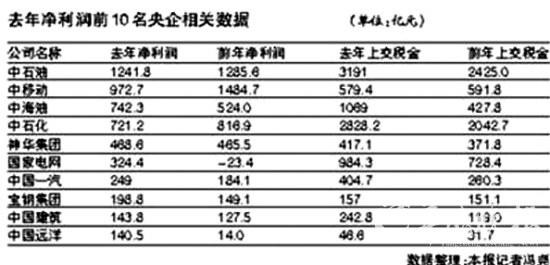 去年净利润前10名央企相关数据 (单位:亿元)
公司名称 去年净利润 前年净利润 去年上交税金 前年上交税金
中石油 1241.8 1285.6 3191 2425.0
中移动 972.7 1484.7 579.4 591.8
中海油 742.3 524.0 1069 427.8
中石化 721.2 816.9 2828.2 2042.7
神华集团 468.6 465.5 417.1 371.8
国家电网 324.4 -23.4 984.3 728.4
中国一汽 249 184.1 404.7 260.3
宝钢集团 198.8 149.1 157 151.1
中国建筑 143.8 127.5 242.8
中国远洋 140.5 14.0 46.6 31.7
数据整理:本报记者冯尧